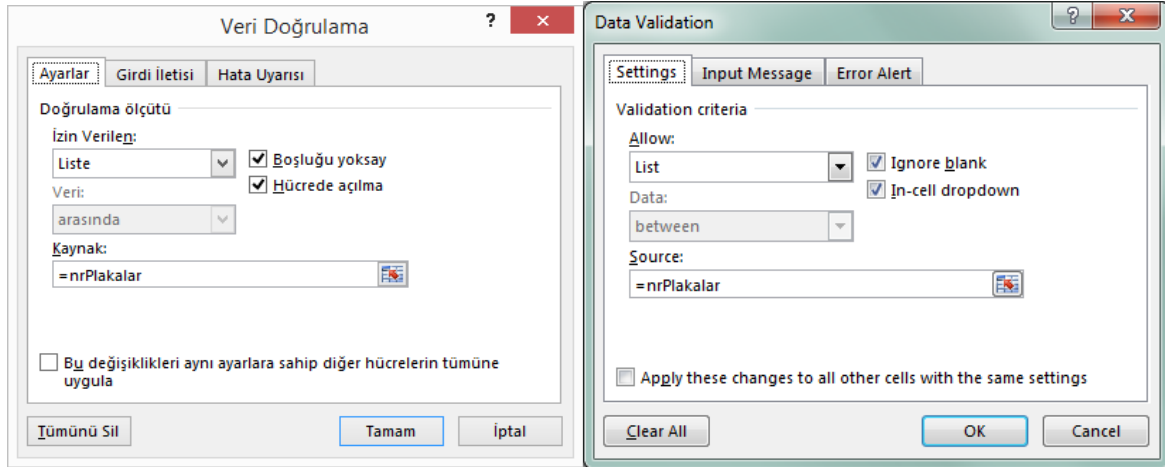 Veri Doğrulama ? ×
Ayarlar Girdi İletisi Hata Uyarısı
Doğrulama ölçütü
İzin Verilen:
Liste
Boşluğu yoksay
Hücrede açılma
Veri:
arasında
Kaynak:
=nrPlakalar
Bu değişiklikleri aynı ayarlara sahip diğer hücrelerin tümüne
uygula
Tümünü Sil Tamam İptal
Data Validation ? X
Settings Input Message Error Alert
Validation criteria
Allow:
List
Ignore blank
In-cell dropdown
Data:
between
Source:
=nrPlakalar
Apply these changes to all other cells with the same settings
Clear All OK Cancel